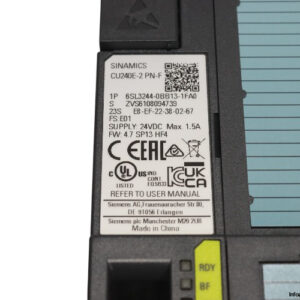 SINAMICS
CU240E-2 PN-F
1P 6SL3244-0BB13-1FA0
S ZVS6108094739
23S E8-EF-22-38-02-67
FS:E01
SUPPLY: 24VDC Max. 1.5A
FW: 4.7 SP13 HF4
CE EAC
UL LISTED
IND. CONT. EQ.
UK CA
REFER TO USER MANUAL
Siemens AG, Frauenauracher Str. 80,
DE 91056 Erlangen
Siemens plc Manchester M20 2UR
Made in China
RDY
BF